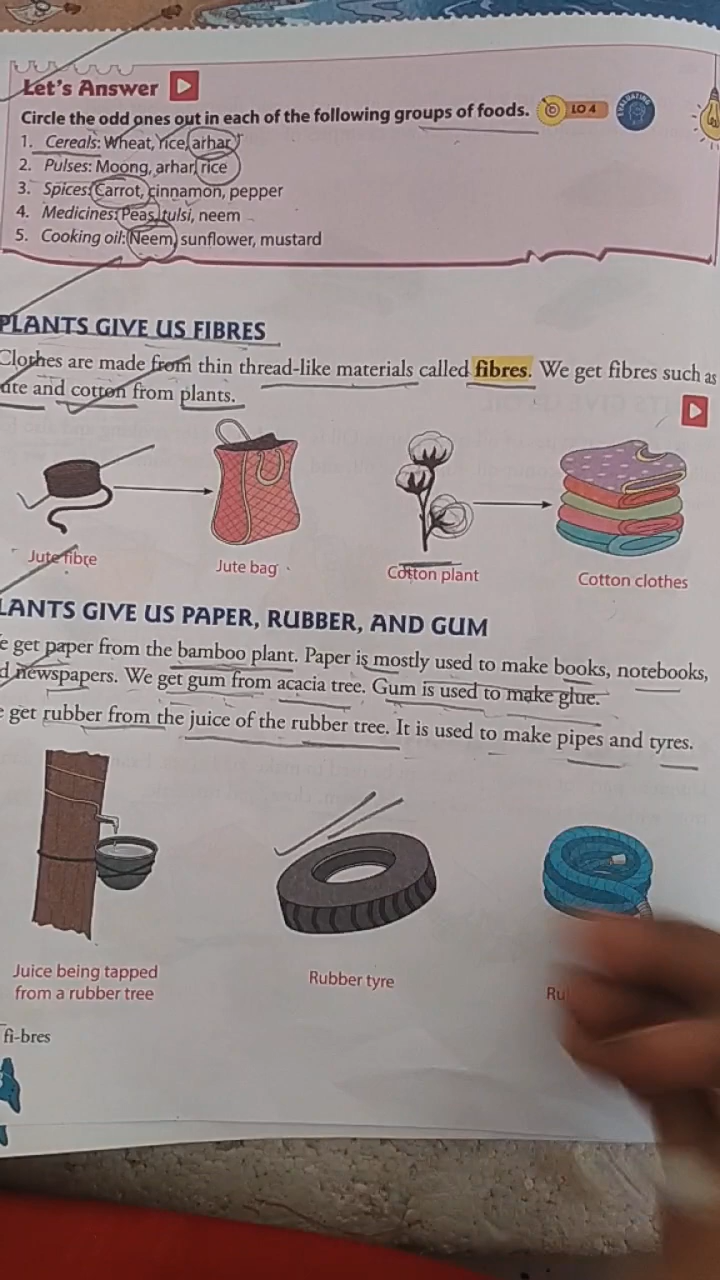 Let's Answer
Circle the odd ones out in each of the following groups of foods. LO 4 EVALUATING
1. Cereals: Wheat, rice, arhar
2. Pulses: Moong, arhar, rice
3. Spices: Carrot, cinnamon, pepper
4. Medicines: Peas, tulsi, neem
5. Cooking oil: Neem, sunflower, mustard
PLANTS GIVE US FIBRES
Clothes are made from thin thread-like materials called fibres. We get fibres such as
ute and cotton from plants.
Jute fibre
Jute bag
Cotton plant
Cotton clothes
LANTS GIVE US PAPER, RUBBER, AND GUM
e get paper from the bamboo plant. Paper is mostly used to make books, notebooks,
d newspapers. We get gum from acacia tree. Gum is used to make glue.
e get rubber from the juice of the rubber tree. It is used to make pipes and tyres.
Juice being tapped
from a rubber tree
Rubber tyre
Ru
fi-bres